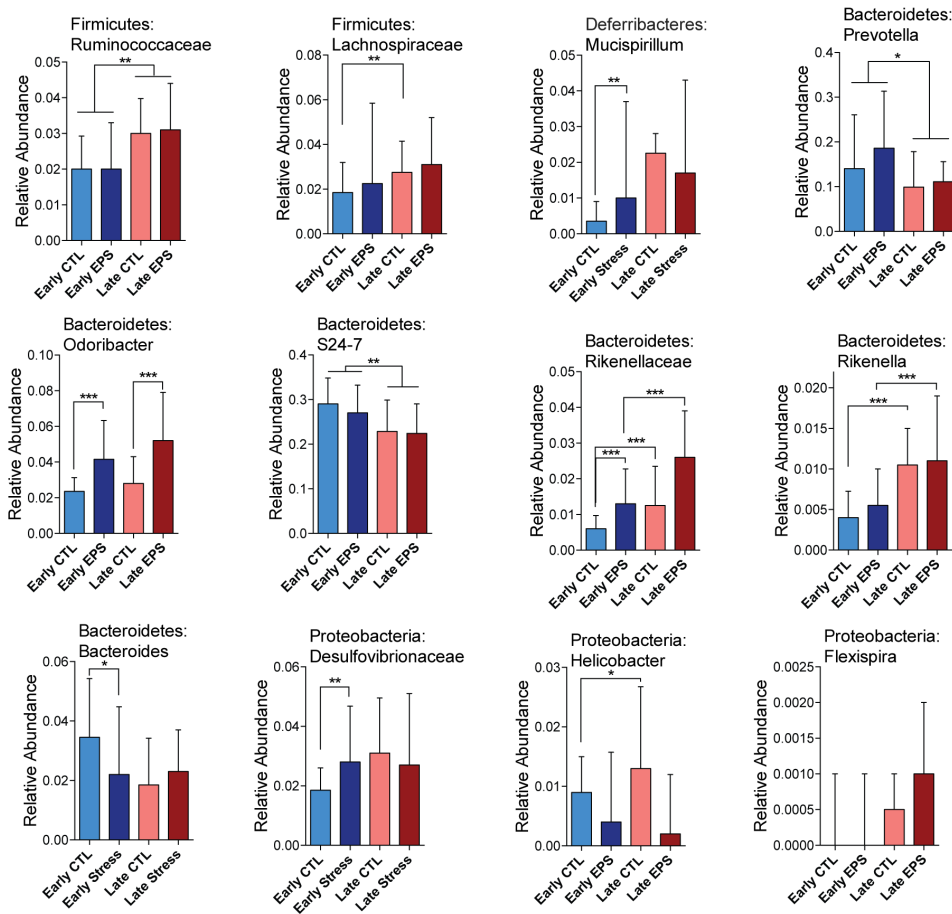 Firmicutes:
Ruminococcaceae
**
Relative Abundance
0.05
0.04
0.03
0.02
0.01
0.00
Early CTL
Early EPS
Late CTL
Late EPS
Firmicutes:
Lachnospiraceae
**
Relative Abundance
0.08
0.06
0.04
0.02
0.00
Early CTL
Early EPS
Late CTL
Late EPS
Deferribacteres:
Mucispirillum
**
Relative Abundance
0.05
0.04
0.03
0.02
0.01
0.00
Early CTL
Early Stress
Late CTL
Late Stress
Bacteroidetes:
Prevotella
*
Relative Abundance
0.4
0.3
0.2
0.1
0.0
Early CTL
Early EPS
Late CTL
Late EPS
Bacteroidetes:
Odoribacter
***
***
Relative Abundance
0.10
0.08
0.06
0.04
0.02
0.00
Early CTL
Early EPS
Late CTL
Late EPS
Bacteroidetes:
S24-7
**
Relative Abundance
0.4
0.3
0.2
0.1
0.0
Early CTL
Early EPS
Late CTL
Late EPS
Bacteroidetes:
Rikenellaceae
***
***
***
Relative Abundance
0.05
0.04
0.03
0.02
0.01
0.00
Early CTL
Early EPS
Late CTL
Late EPS
Bacteroidetes:
Rikenella
***
***
Relative Abundance
0.020
0.015
0.010
0.005
0.000
Early CTL
Early EPS
Late CTL
Late EPS
Bacteroidetes:
Bacteroides
*
Relative Abundance
0.06
0.04
0.02
0.00
Early CTL
Early Stress
Late CTL
Late Stress
Proteobacteria:
Desulfovibrionaceae
**
Relative Abundance
0.06
0.04
0.02
0.00
Early CTL
Early Stress
Late CTL
Late Stress
Proteobacteria:
Helicobacter
*
Relative Abundance
0.03
0.02
0.01
0.00
Early CTL
Early EPS
Late CTL
Late EPS
Proteobacteria:
Flexispira
Relative Abundance
0.0025
0.0020
0.0015
0.0010
0.0005
0.0000
Early CTL
Early EPS
Late CTL
Late EPS